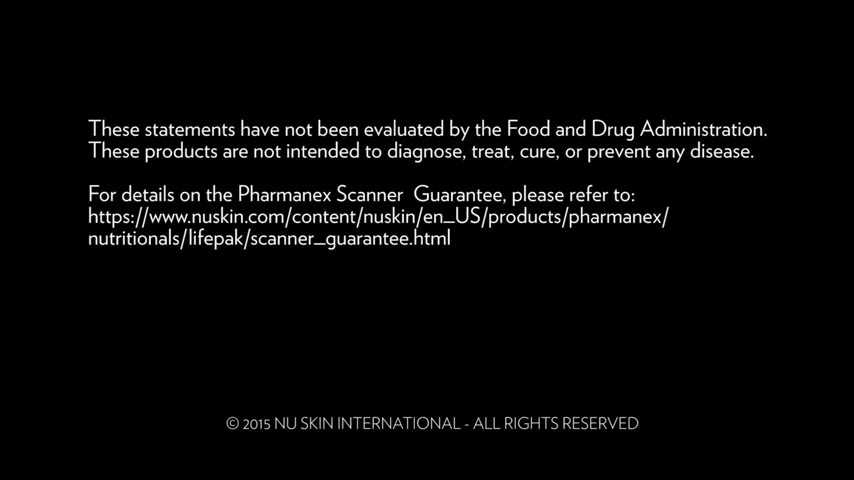 These statements have not been evaluated by the Food and Drug Administration.
These products are not intended to diagnose, treat, cure, or prevent any disease.
For details on the Pharmanex Scanner  Guarantee, please refer to:
https://www.nuskin.com/content/nuskin/en_US/products/pharmanex/
nutritionals/lifepak/scanner_guarantee.html
© 2015 NU SKIN INTERNATIONAL - ALL RIGHTS RESERVED